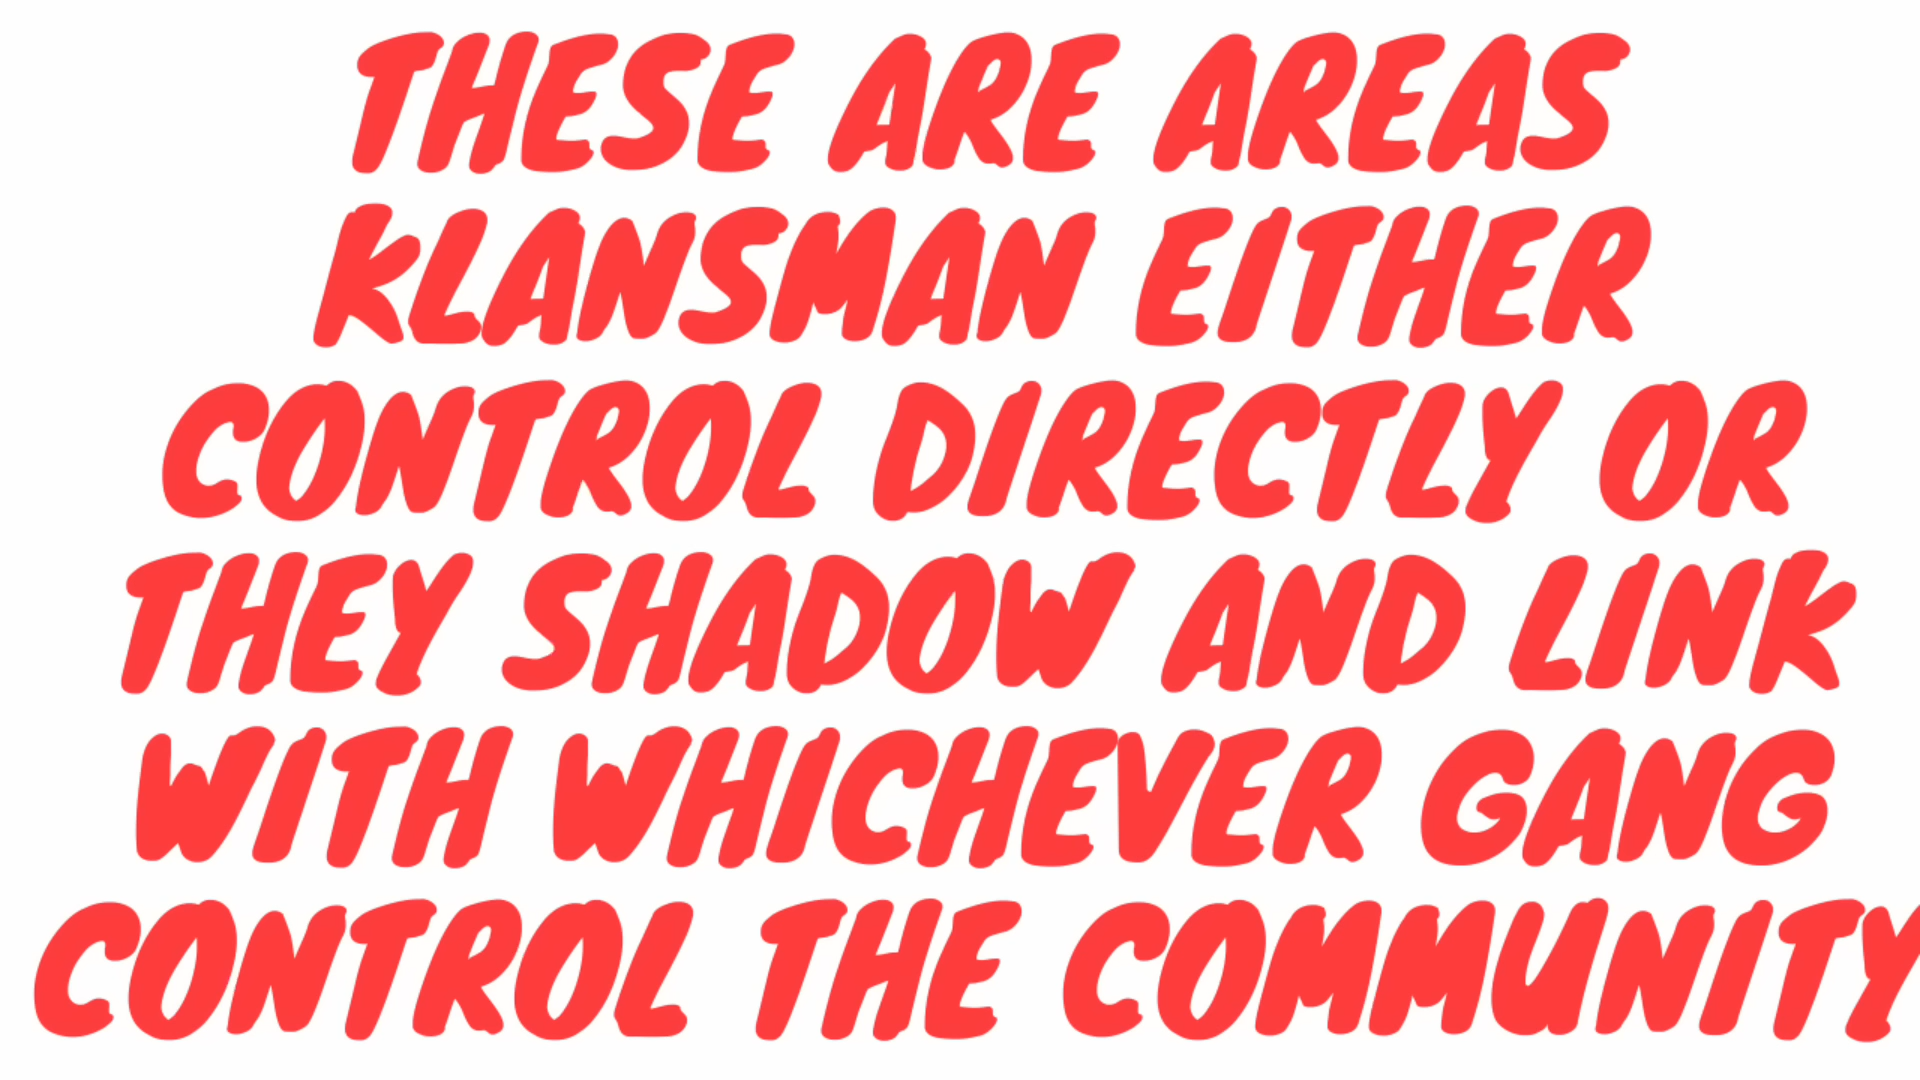 THESE ARE AREAS
KLANSMAN EITHER
CONTROL DIRECTLY OR
THEY SHADOW AND LINK
WITH WHICHEVER GANG
CONTROL THE COMMUNITY